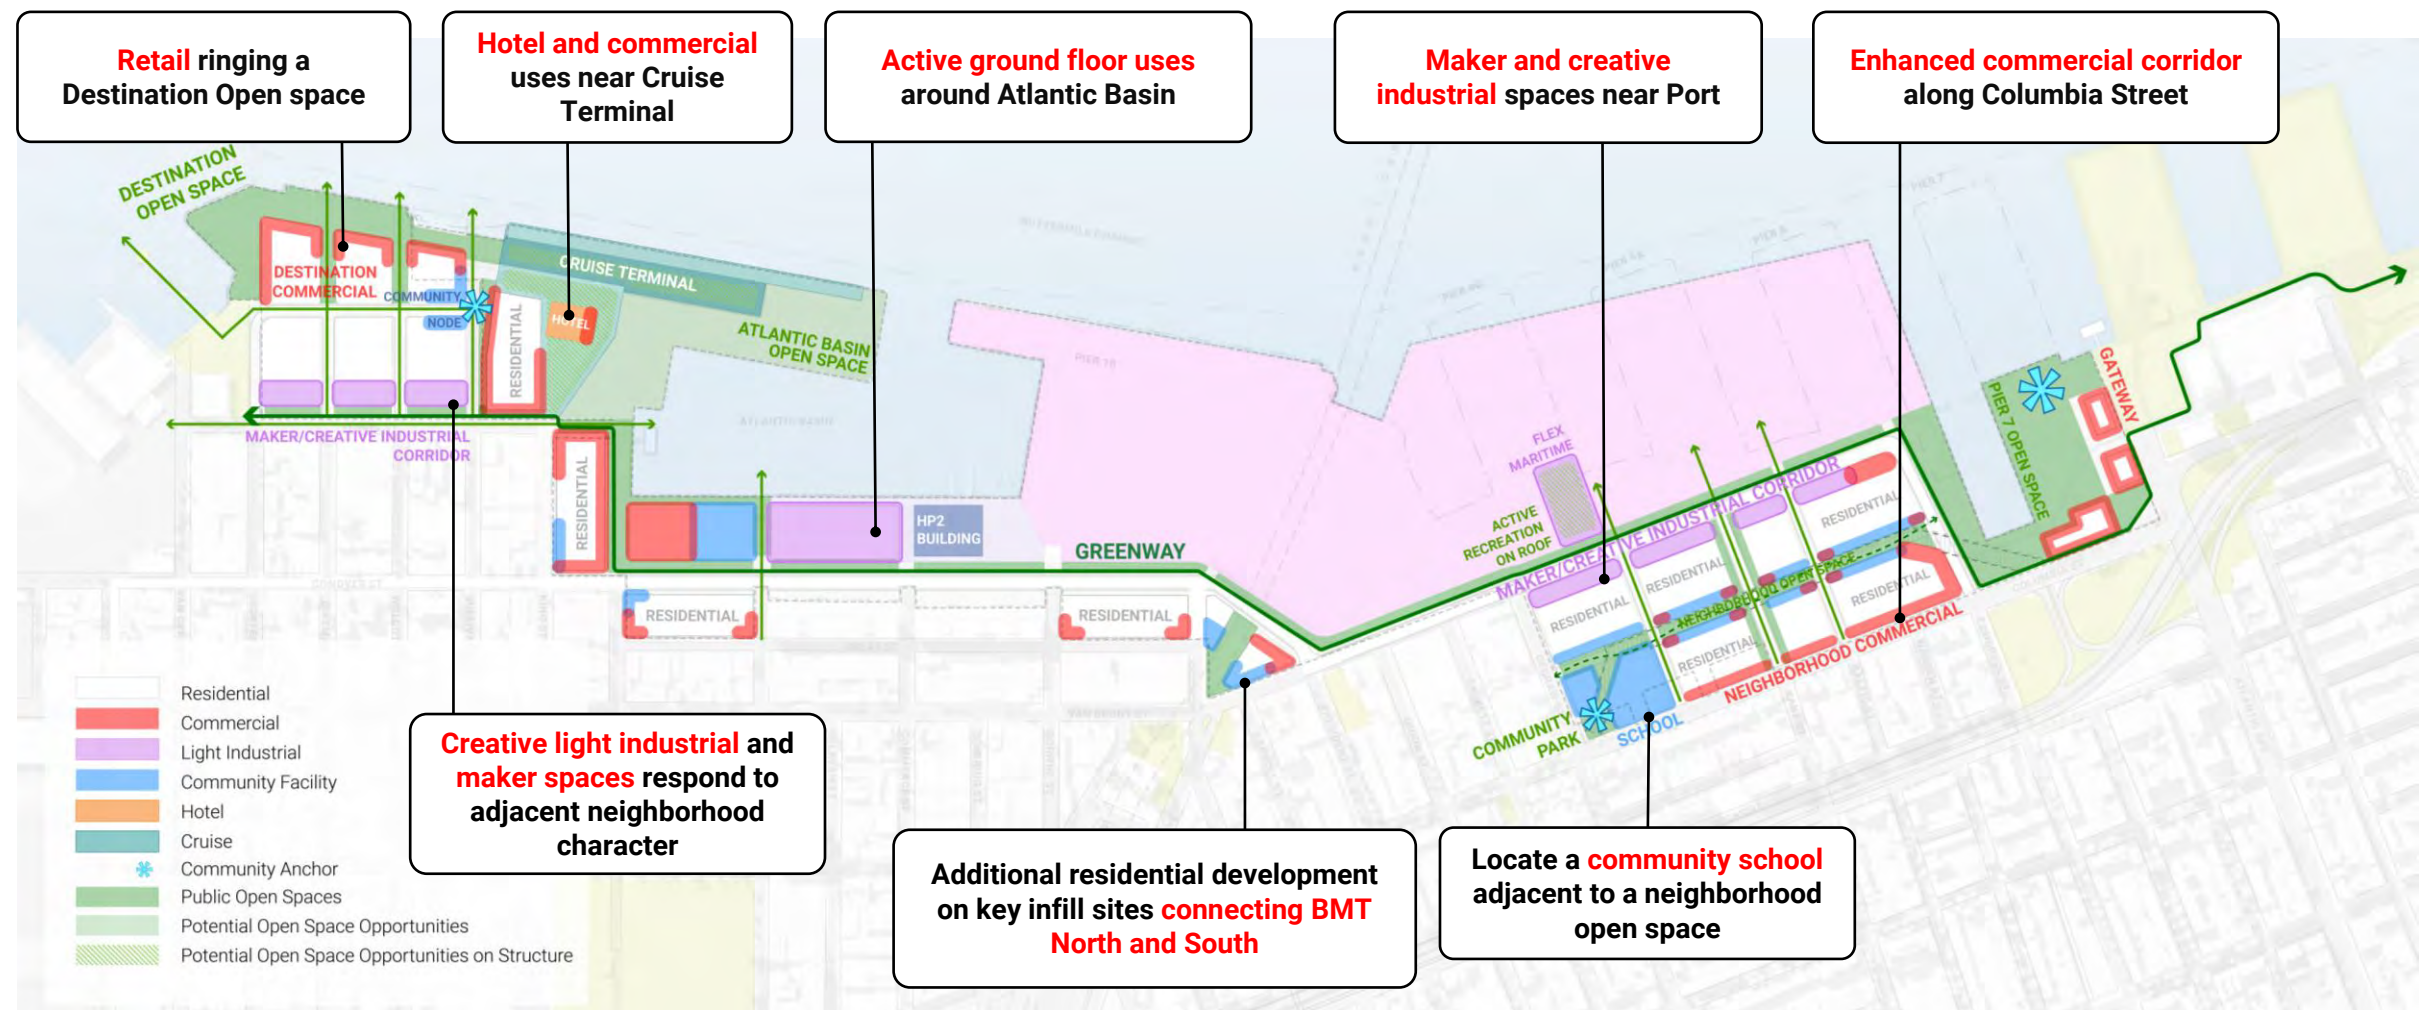 Retail ringing a
Destination Open space
Hotel and commercial
uses near Cruise
Terminal
Active ground floor uses
around Atlantic Basin
Maker and creative
industrial spaces near Port
Enhanced commercial corridor
along Columbia Street
DESTINATION
OPEN SPACE
DESTINATION
COMMERCIAL
COMMUNITY
NODE
RESIDENTIAL
HOTEL
CRUISE TERMINAL
ATLANTIC BASIN
OPEN SPACE
MAKER/CREATIVE INDUSTRIAL
CORRIDOR
RESIDENTIAL
HP2
BUILDING
GREENWAY
RESIDENTIAL
RESIDENTIAL
PIER 10
FLEX
MARITIME
ACTIVE
RECREATION
ON ROOF
MAKER/CREATIVE INDUSTRIAL CORRIDOR
RESIDENTIAL
RESIDENTIAL
RESIDENTIAL
RESIDENTIAL
RESIDENTIAL
NEIGHBORHOOD OPEN SPACE
NEIGHBORHOOD COMMERCIAL
COMMUNITY
PARK
SCHOOL
PIER 7
PIER 7 OPEN SPACE
GATEWAY
Residential
Commercial
Light Industrial
Community Facility
Hotel
Cruise
Community Anchor
Public Open Spaces
Potential Open Space Opportunities
Potential Open Space Opportunities on Structure
Creative light industrial and
maker spaces respond to
adjacent neighborhood
character
Additional residential development
on key infill sites connecting BMT
North and South
Locate a community school
adjacent to a neighborhood
open space